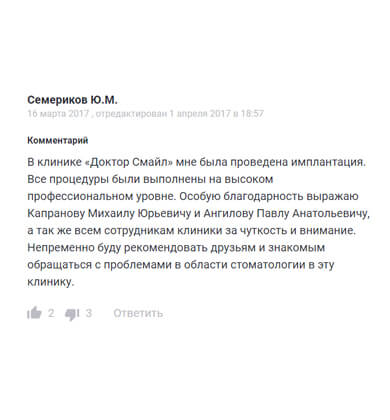 Семериков Ю.М.
16 марта 2017 , отредактирован 1 апреля 2017 в 18:57
Комментарий
В клинике «Доктор Смайл» мне была проведена имплантация.
Все процедуры были выполнены на высоком
профессиональном уровне. Особую благодарность выражаю
Капранову Михаилу Юрьевичу и Ангилову Павлу Анатольевичу,
а так же всем сотрудникам клиники за чуткость и внимание.
Непременно буду рекомендовать друзьям и знакомым
обращаться с проблемами в области стоматологии в эту
клинику.
2 3 Ответить